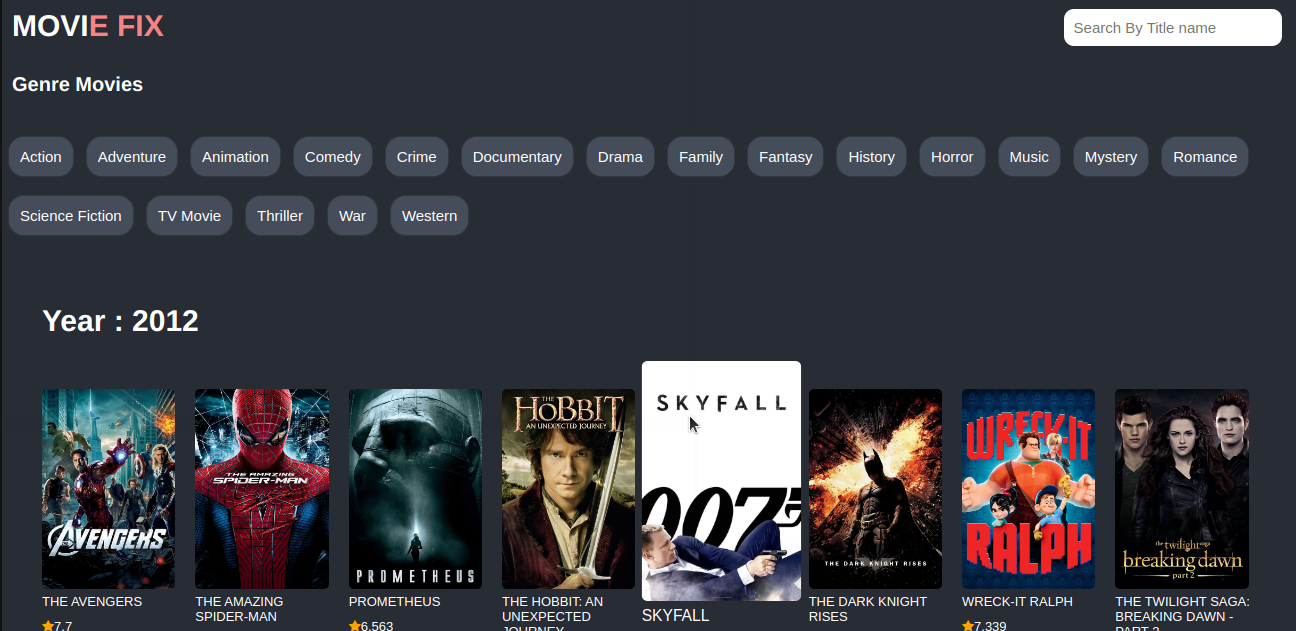 MOVIE FIX
Search By Title name
Genre Movies
Action Adventure Animation Comedy Crime Documentary Drama Family Fantasy History Horror Music Mystery Romance
Science Fiction TV Movie Thriller War Western
Year : 2012
AVENGERS
THE AMAZING
SPIDER-MAN
PROMETHEUS
THE
HOBBIT
AN UNEXPECTED JOURNEY
SKYFALL
007
THE DARK KNIGHT RISES
WRECK-IT
RALPH
the twilight saga
breaking dawn
part 2
THE AVENGERS
7.7
THE AMAZING
SPIDER-MAN
PROMETHEUS
6.563
THE HOBBIT: AN
UNEXPECTED
JOURNEY
SKYFALL
THE DARK KNIGHT
RISES
WRECK-IT RALPH
7.339
THE TWILIGHT SAGA:
BREAKING DAWN -
PART 2